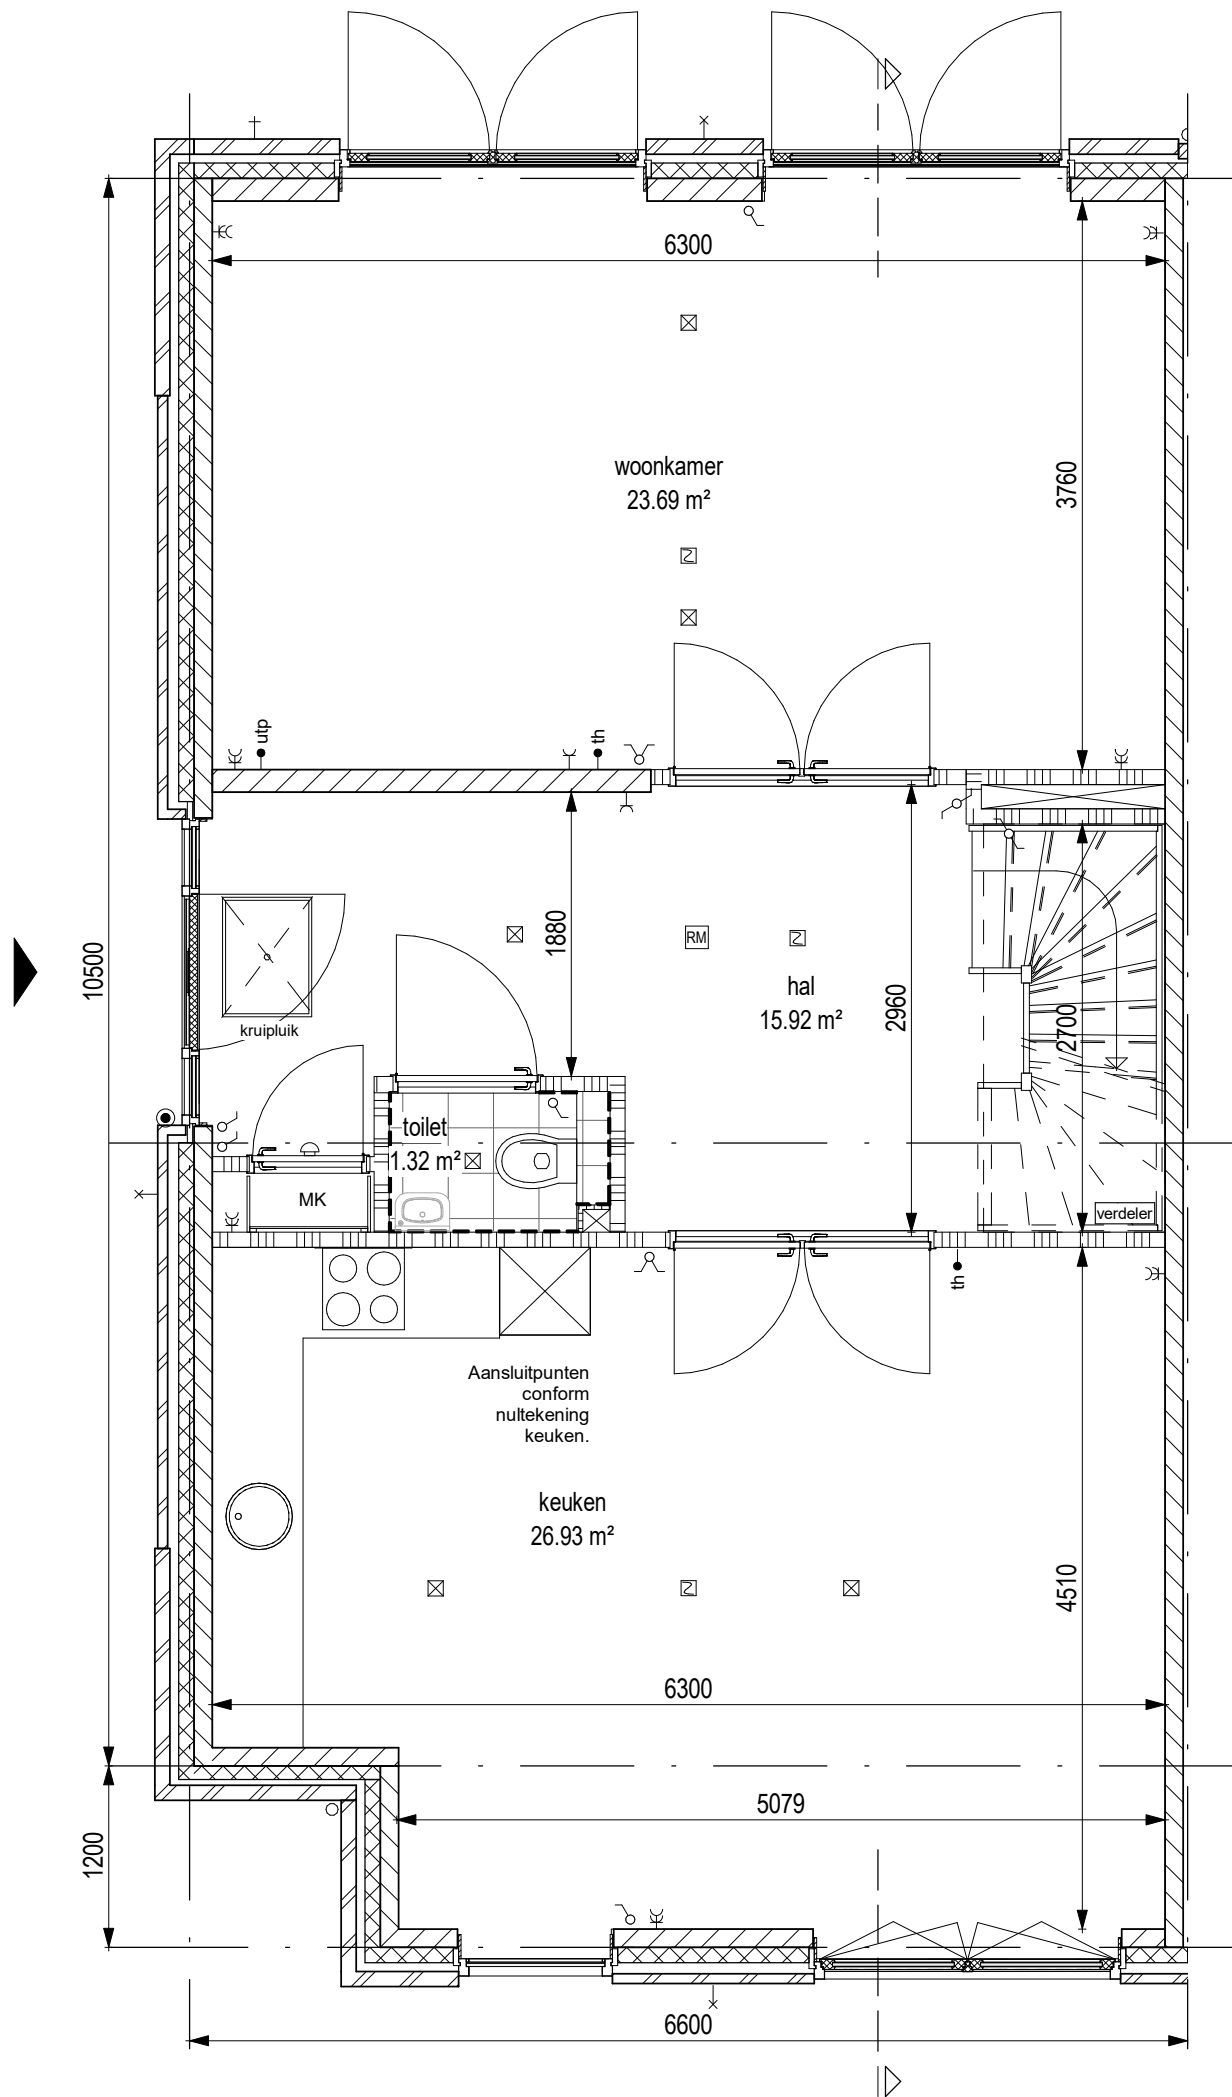 6300
woonkamer
23.69 m²
3760
utp
th
10500
1880
RM
hal
15.92 m²
2960
2700
kruipluik
toilet
1.32 m²
MK
verdeler
th
Aansluitpunten
conform
nultekening
keuken.
keuken
26.93 m²
4510
6300
5079
1200
6600